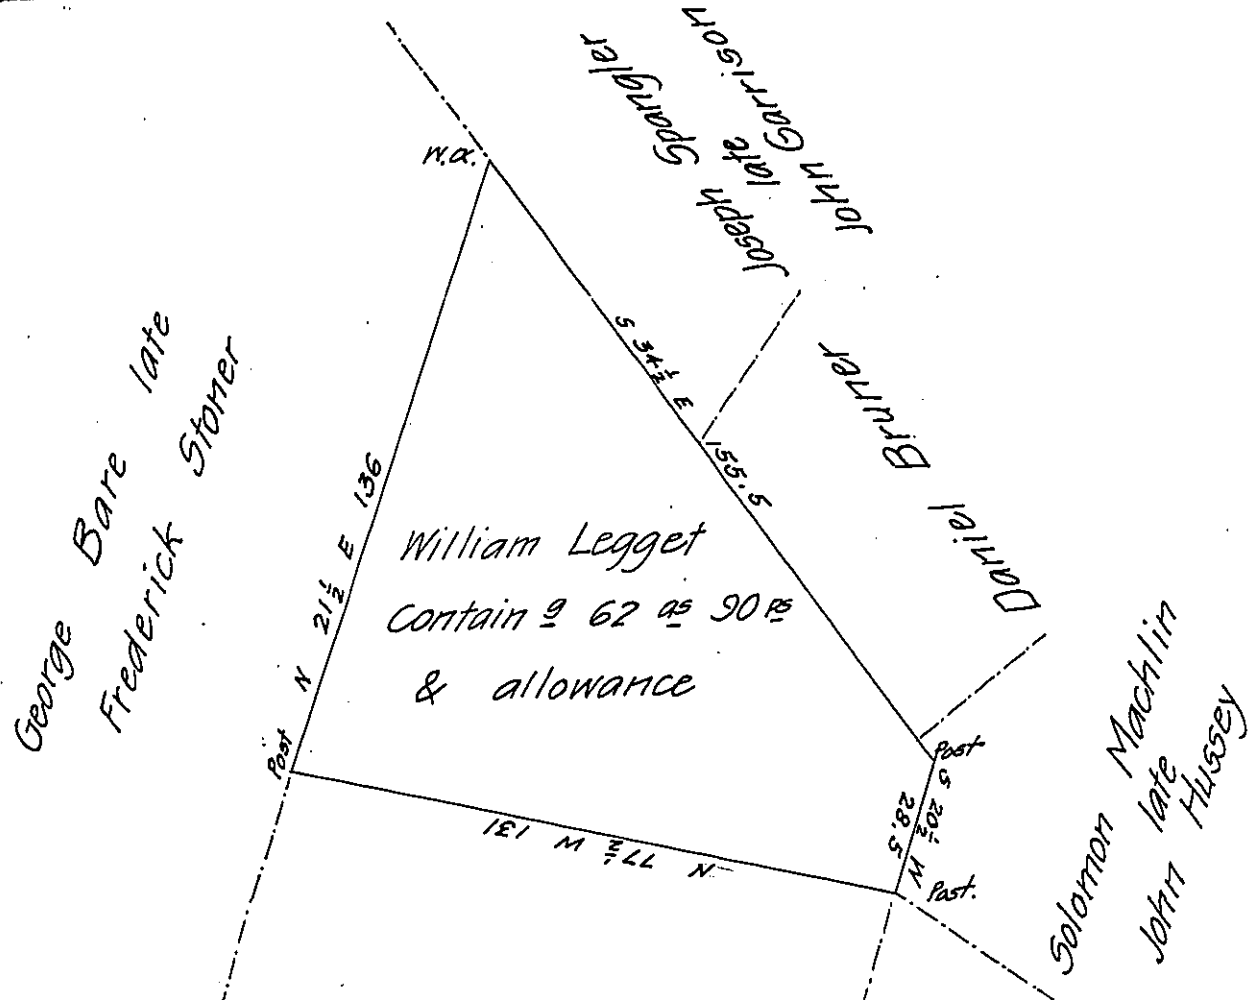 Joseph Spangler
late
John Garrison
W.O.
S 34½ E
155.5
Daniel Bruner
George Bare late
Frederick Stoner
N 21½ E 136
William Legget
Contain g 62 as 90 ps
& allowance
Post
Post
S 20½ W
28.5
Post.
N 77½ W 131
Solomon Machlin
late
John Hussey